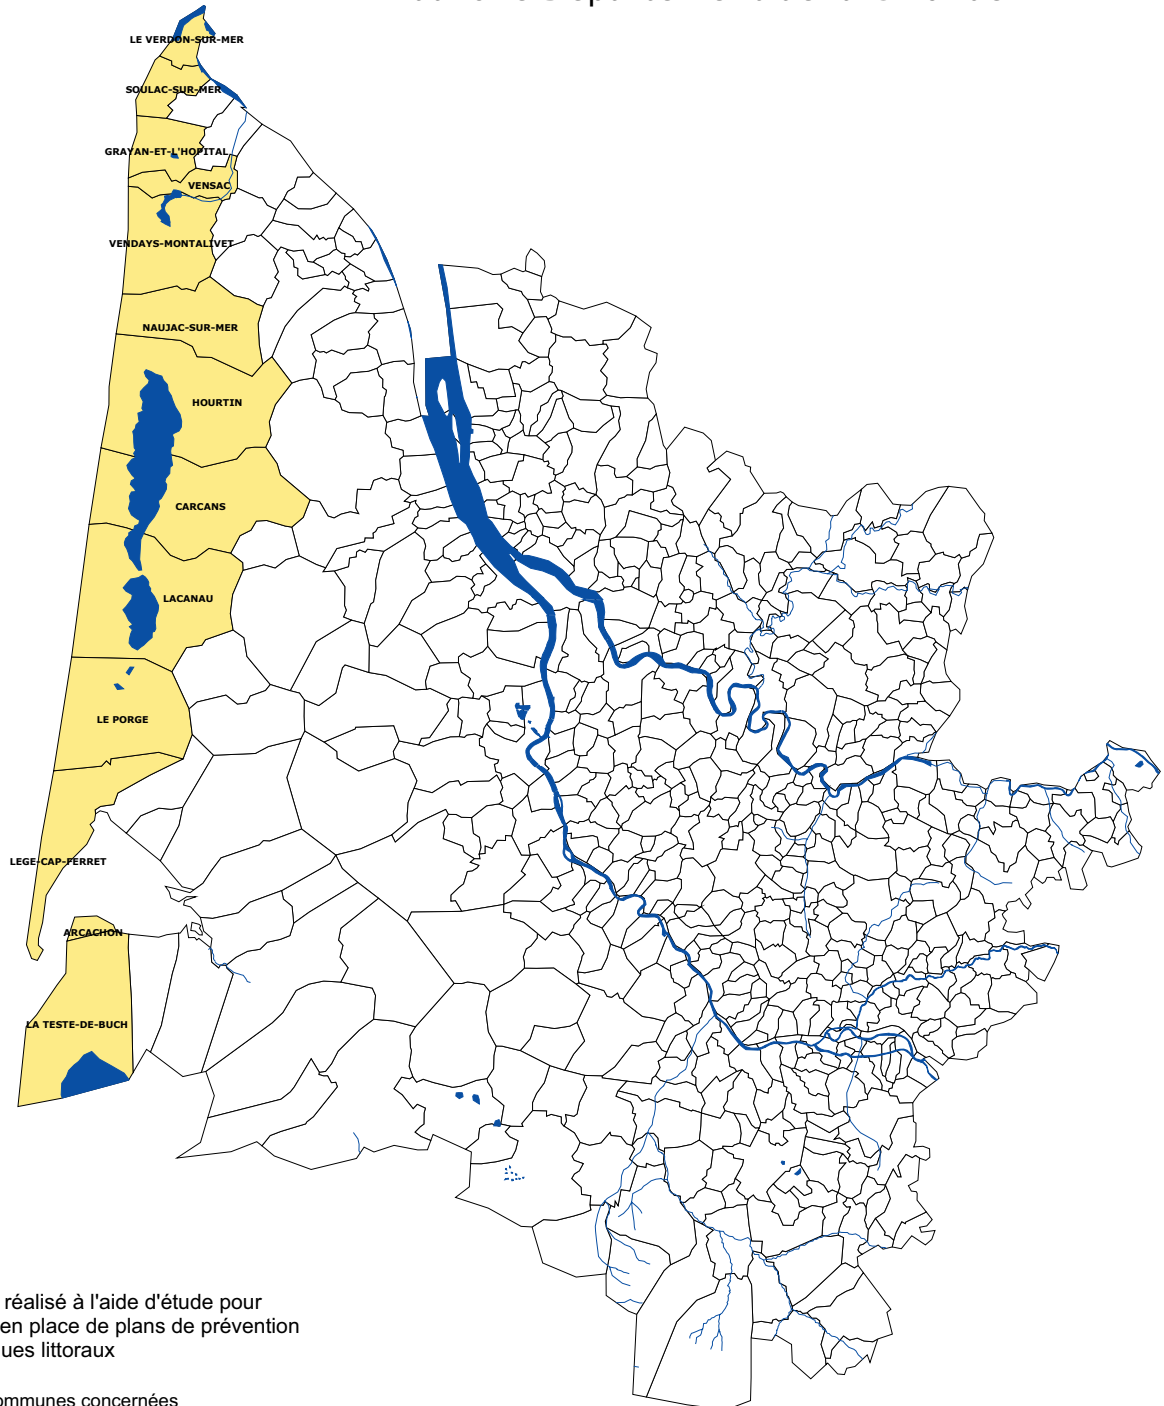 LE VERDON-SUR-MER
SOULAC-SUR-MER
GRAYAN-ET-L'HOPITAL
VENSAC
VENDAYS-MONTALIVET
NAUJAC-SUR-MER
HOURTIN
CARCANS
LACANAU
LE PORGE
LEGE-CAP-FERRET
ARCACHON
LA TESTE-DE-BUCH
réalisé à l'aide d'étude pour
en place de plans de prévention
ues littoraux
ommunes concernées